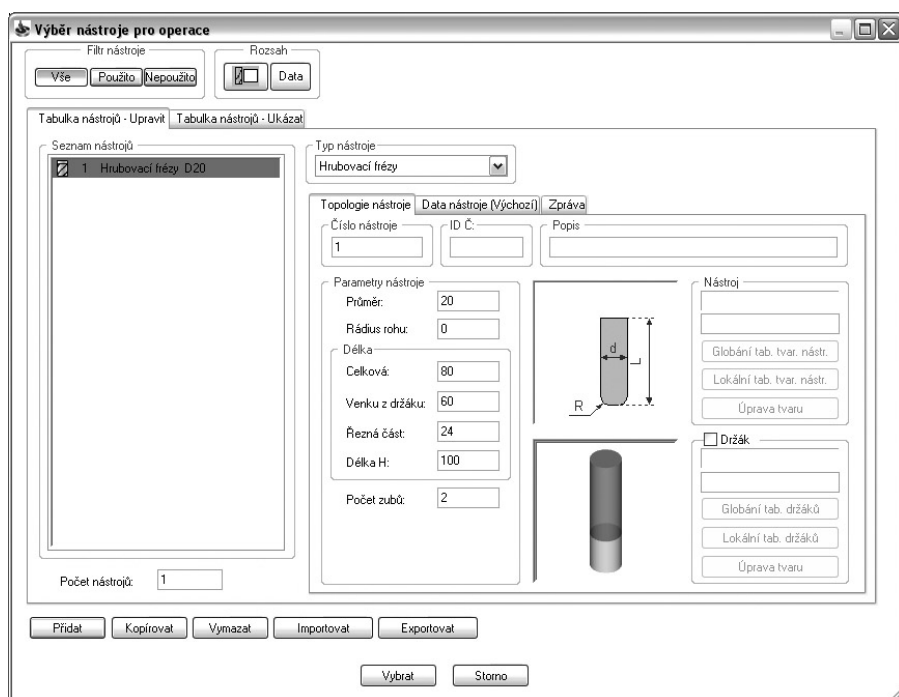 Výběr nástroje pro operace
Filtr nástroje
Rozsah
Vše Použito Nepoužito
Data
Tabulka nástrojů - Upravit Tabulka nástrojů - Ukázat
Seznam nástrojů
1 Hrubovací frézy D20
Typ nástroje
Hrubovací frézy
Topologie nástroje Data nástroje (Výchozí) Zpráva
Číslo nástroje
1
ID Č:
Popis
Parametry nástroje
Průměr: 20
Rádius rohu: 0
Délka
Celková: 80
Venku z držáku: 60
Řezná část: 24
Délka H: 100
Počet zubů: 2
d
L
R
Nástroj
Globání tab. tvar. nástr.
Lokální tab. tvar. nástr.
Úprava tvaru
Držák
Globání tab. držáků
Lokální tab. držáků
Úprava tvaru
Počet nástrojů: 1
Přidat Kopírovat Vymazat Importovat Exportovat
Vybrat Storno